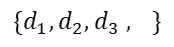 {d₁, d₂, d₃ ,   }